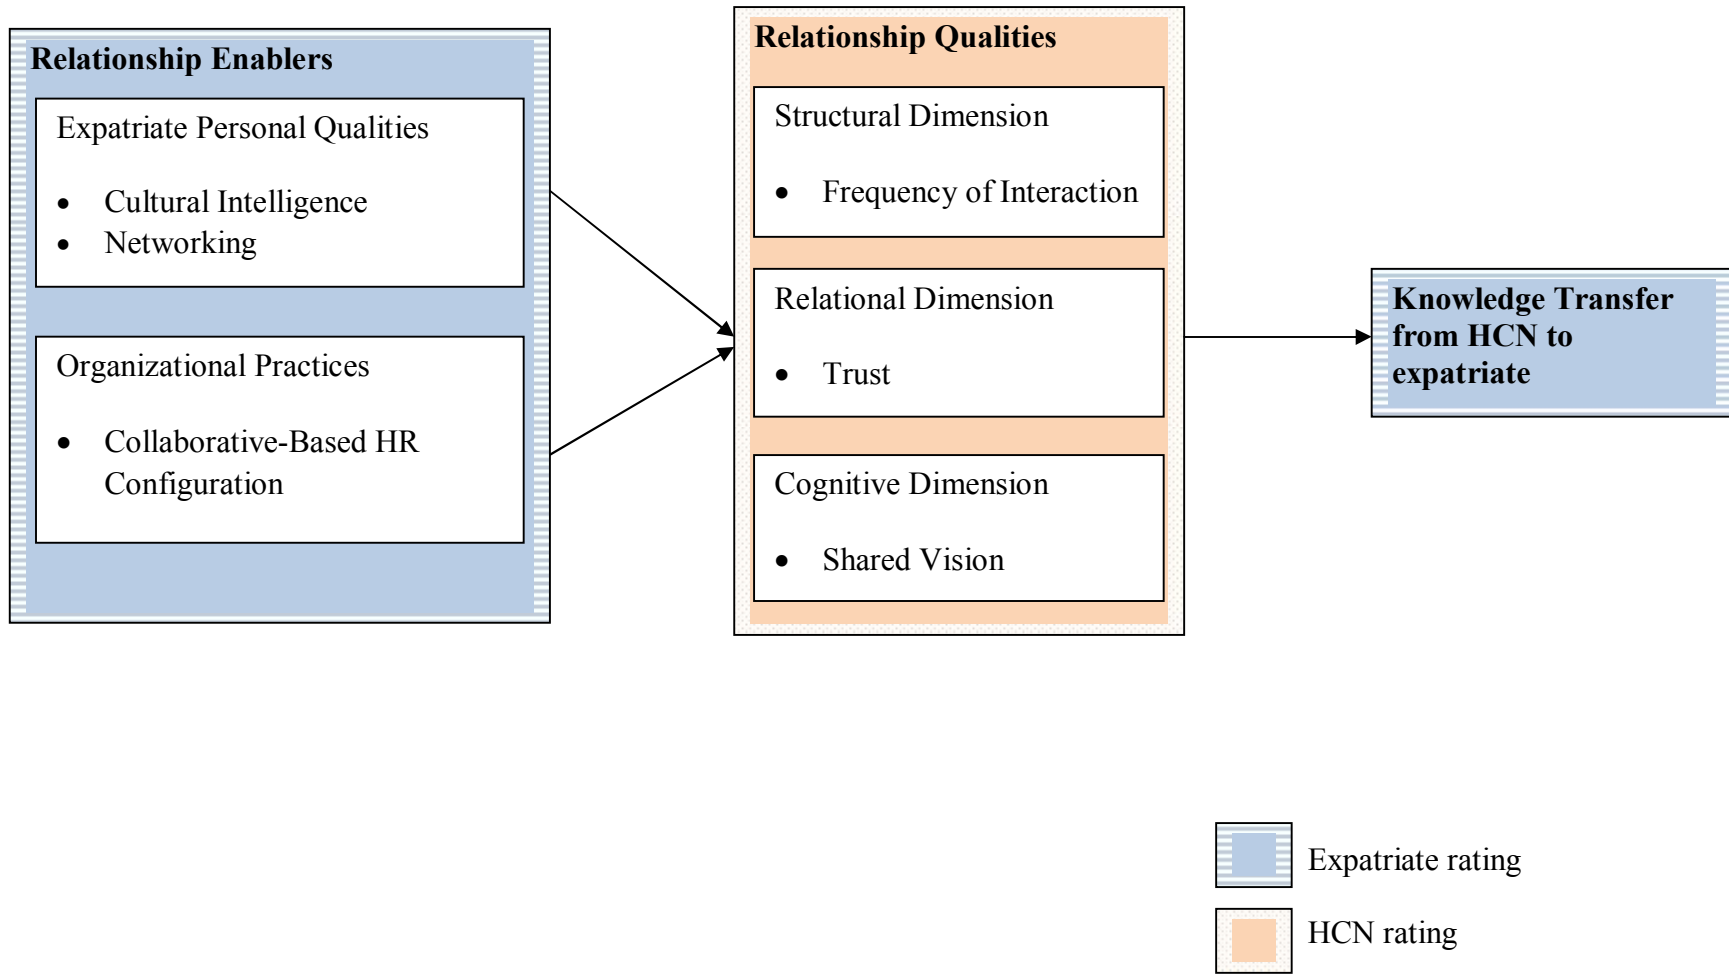 Relationship Enablers
Expatriate Personal Qualities
• Cultural Intelligence
• Networking
Organizational Practices
• Collaborative-Based HR
Configuration
Relationship Qualities
Structural Dimension
• Frequency of Interaction
Relational Dimension
• Trust
Cognitive Dimension
• Shared Vision
Knowledge Transfer
from HCN to
expatriate
Expatriate rating
HCN rating